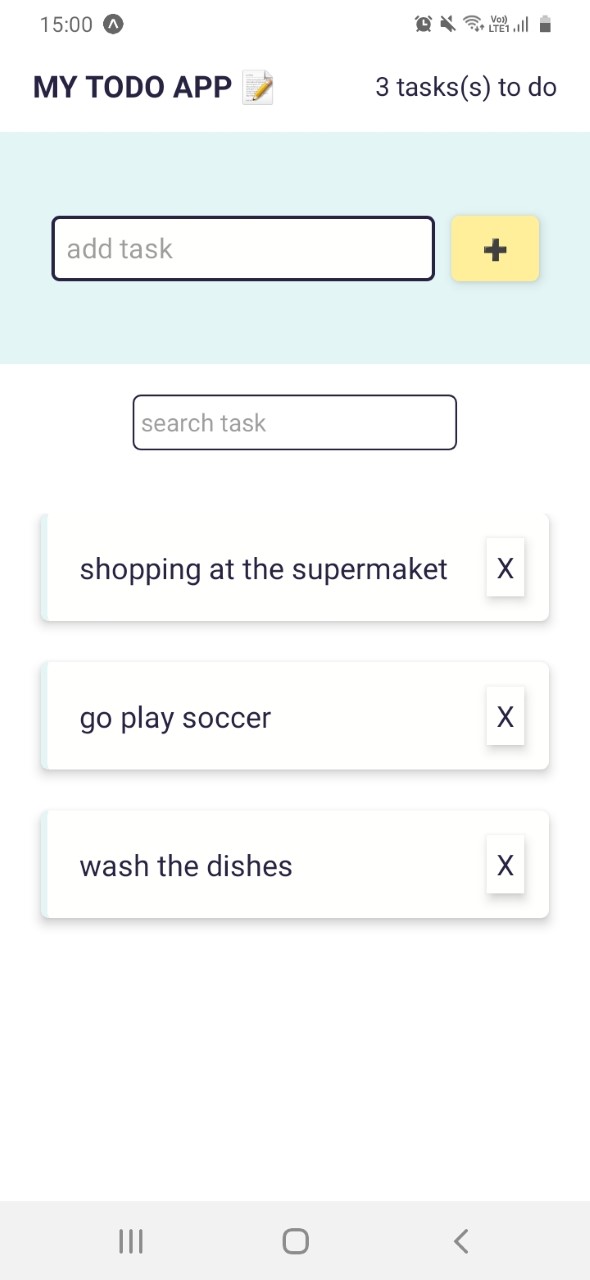 15:00
Vo)) LTE1
MY TODO APP
3 tasks(s) to do
add task
search task
shopping at the supermaket X
go play soccer X
wash the dishes X